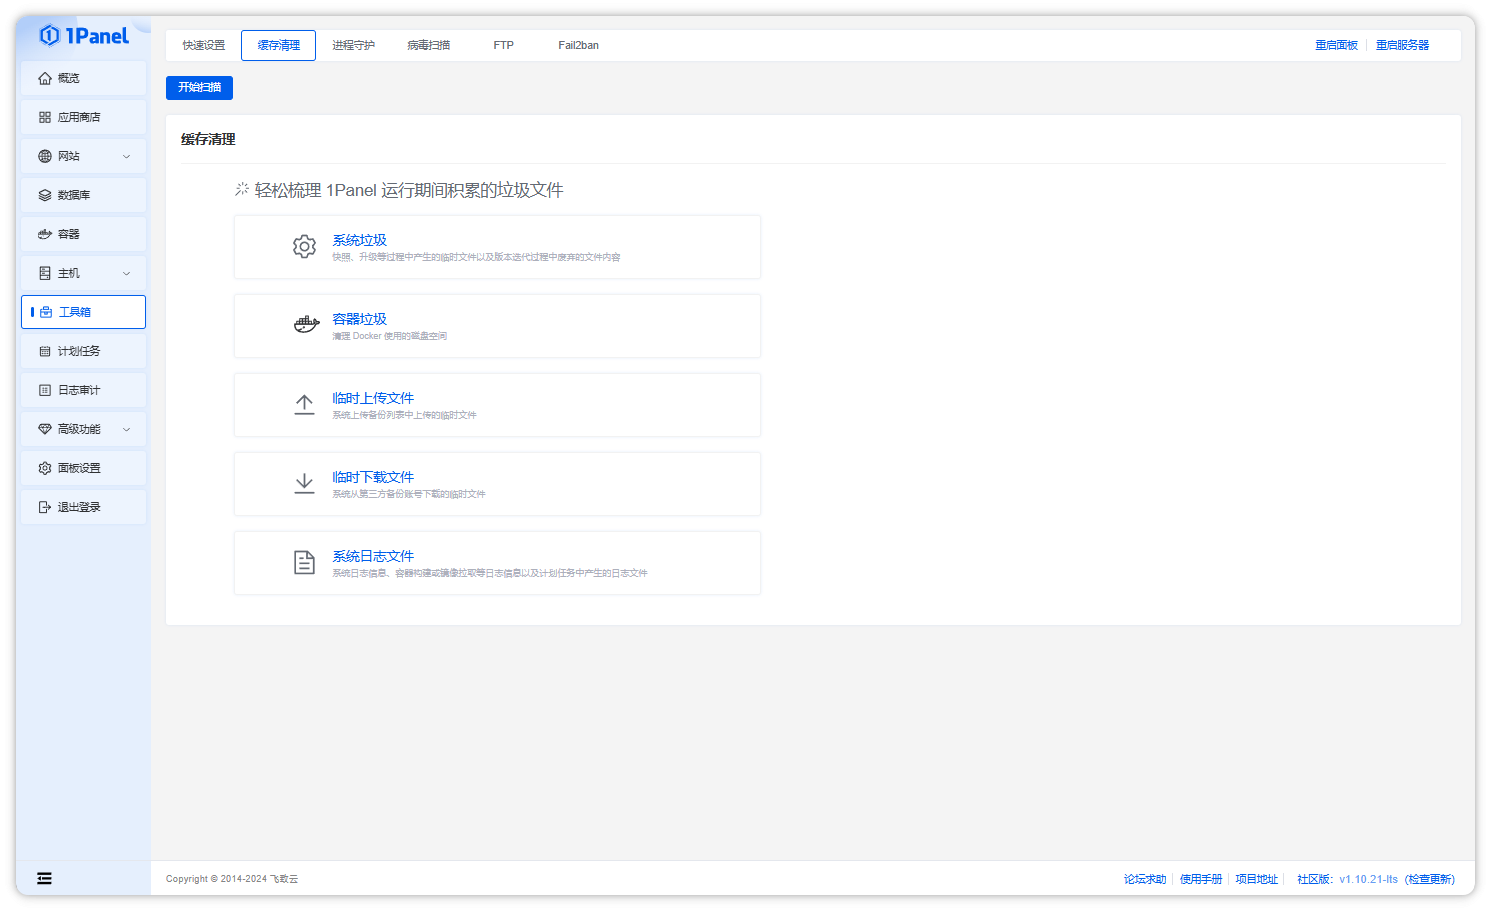 1Panel
概览
应用商店
网站
数据库
容器
主机
工具箱
计划任务
日志审计
高级功能
面板设置
退出登录
快速设置 缓存清理 进程守护 病毒扫描 FTP Fail2ban 重启面板 重启服务器
开始扫描
缓存清理
轻松梳理 1Panel 运行期间积累的垃圾文件
系统垃圾
快照、升级等过程中产生的临时文件以及版本迭代过程中废弃的文件内容
容器垃圾
清理 Docker 使用的磁盘空间
临时上传文件
系统上传备份列表中上传的临时文件
临时下载文件
系统从第三方备份账号下载的临时文件
系统日志文件
系统日志信息、容器构建或镜像拉取等日志信息以及计划任务中产生的日志文件
Copyright © 2014-2024 飞致云 论坛求助 使用手册 项目地址 社区版: v1.10.21-lts (检查更新)